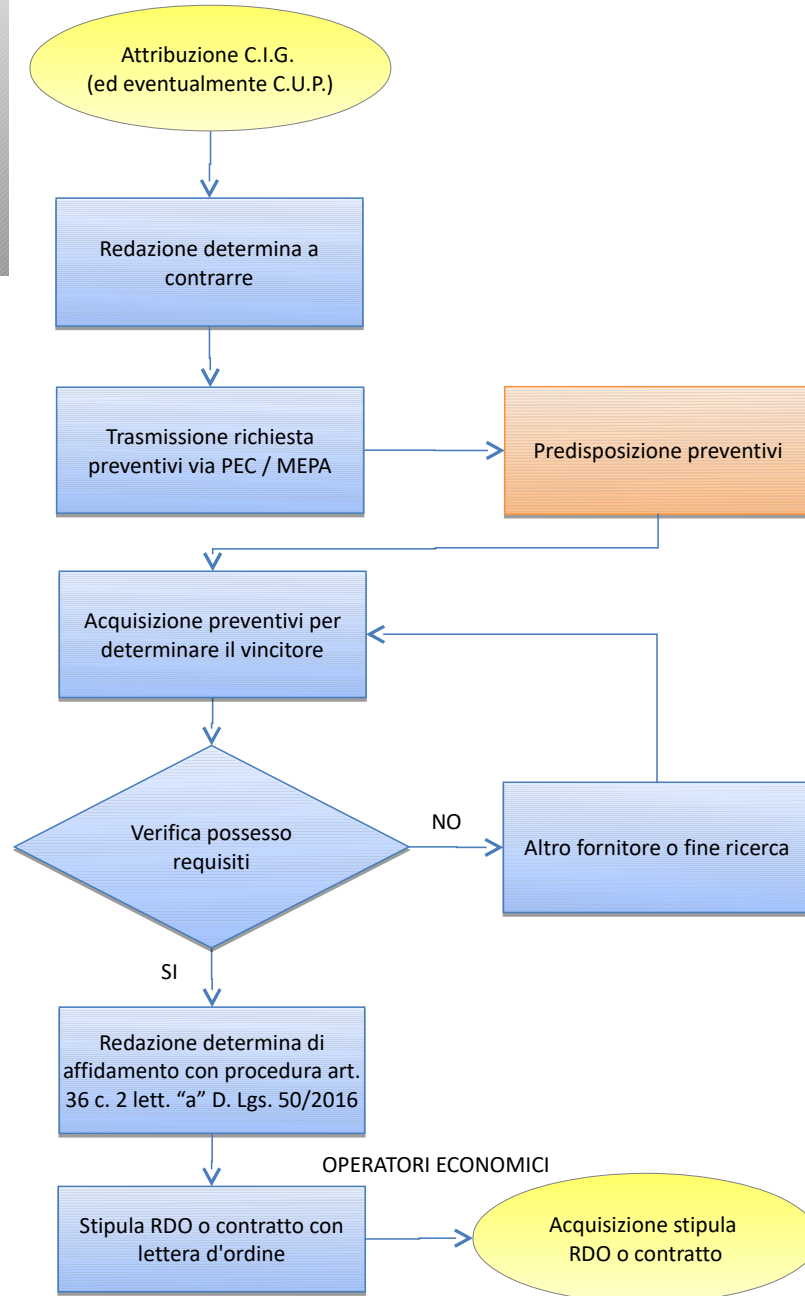 Attribuzione C.I.G.
(ed eventualmente C.U.P.)
Redazione determina a
contrarre
Trasmissione richiesta
preventivi via PEC / MEPA
Predisposizione preventivi
Acquisizione preventivi per
determinare il vincitore
Verifica possesso
requisiti
NO
Altro fornitore o fine ricerca
SI
Redazione determina di
affidamento con procedura art.
36 c. 2 lett. “a” D. Lgs. 50/2016
OPERATORI ECONOMICI
Stipula RDO o contratto con
lettera d'ordine
Acquisizione stipula
RDO o contratto